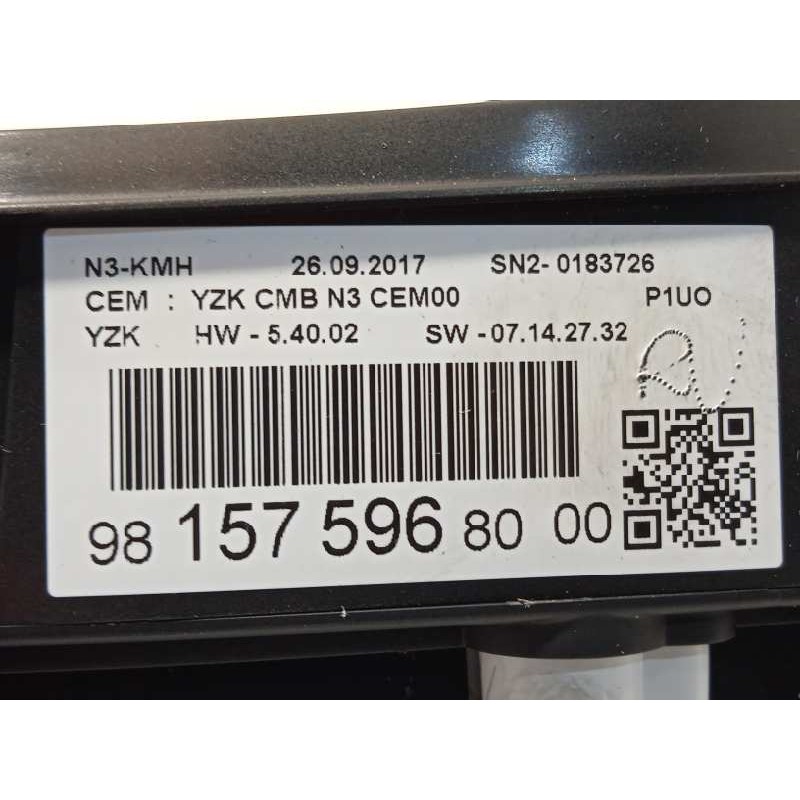 N3-KMH 26.09.2017 SN2- 0183726
CEM : YZK CMB N3 CEM00 P1UO
YZK HW - 5.40.02 SW - 07.14.27.32
98 157 596 80 00